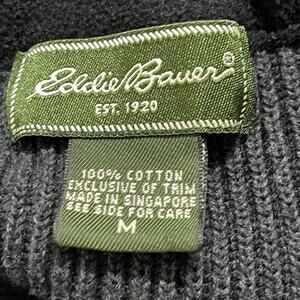 Eddie Bauer®
EST. 1920
100% COTTON
EXCLUSIVE OF TRIM
MADE IN SINGAPORE
SEE SIDE FOR CARE
M